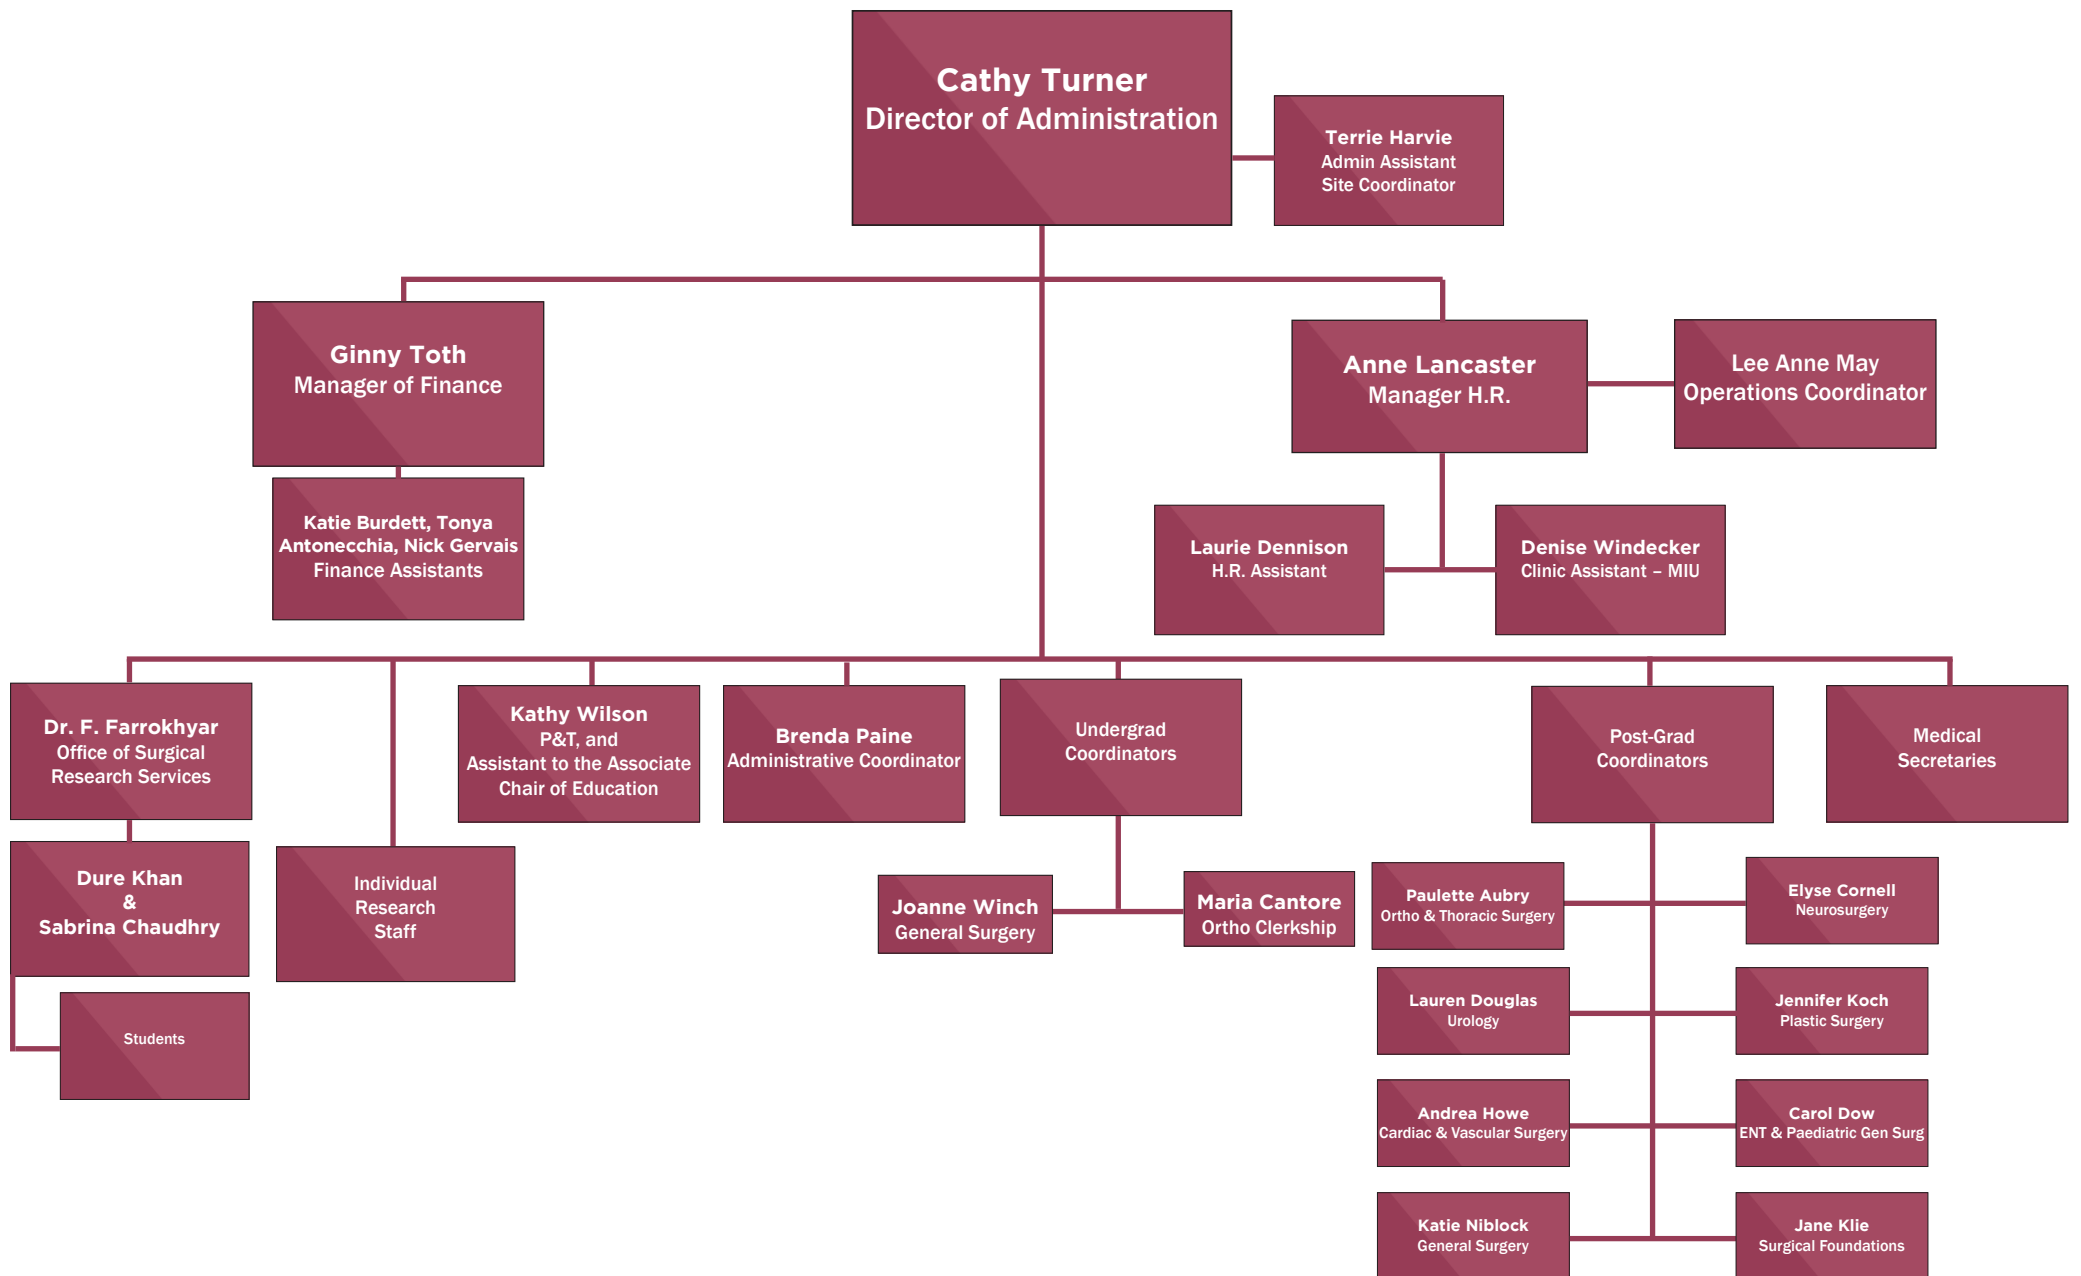 Cathy Turner
Director of Administration
Terrie Harvie
Admin Assistant
Site Coordinator
Ginny Toth
Manager of Finance
Anne Lancaster
Manager H.R.
Lee Anne May
Operations Coordinator
Katie Burdett, Tonya
Antonecchia, Nick Gervais
Finance Assistants
Laurie Dennison
H.R. Assistant
Denise Windecker
Clinic Assistant – MIU
Dr. F. Farrokhyar
Office of Surgical
Research Services
Kathy Wilson
P&T, and
Assistant to the Associate
Chair of Education
Brenda Paine
Administrative Coordinator
Undergrad
Coordinators
Post-Grad
Coordinators
Medical
Secretaries
Dure Khan
&
Sabrina Chaudhry
Individual
Research
Staff
Joanne Winch
General Surgery
Maria Cantore
Ortho Clerkship
Paulette Aubry
Ortho & Thoracic Surgery
Elyse Cornell
Neurosurgery
Students
Lauren Douglas
Urology
Jennifer Koch
Plastic Surgery
Andrea Howe
Cardiac & Vascular Surgery
Carol Dow
ENT & Paediatric Gen Surg
Katie Niblock
General Surgery
Jane Klie
Surgical Foundations